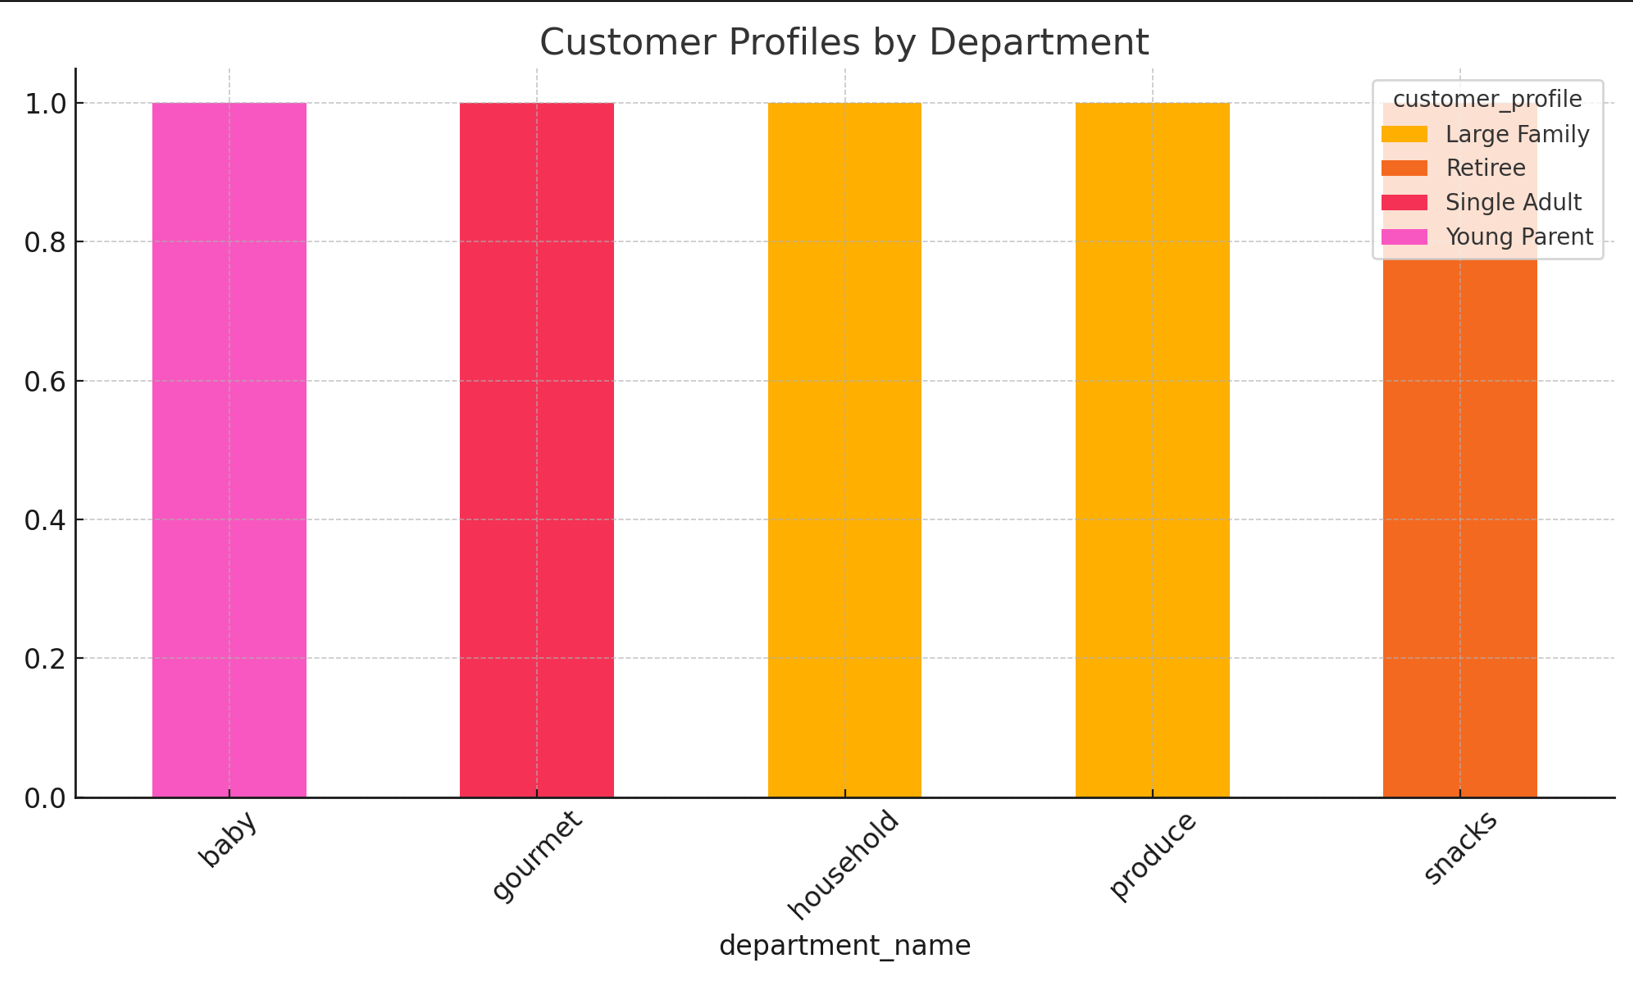 Customer Profiles by Department
customer_profile
Large Family
Retiree
Single Adult
Young Parent
1.0
0.8
0.6
0.4
0.2
0.0
baby
gourmet
household
produce
snacks
department_name